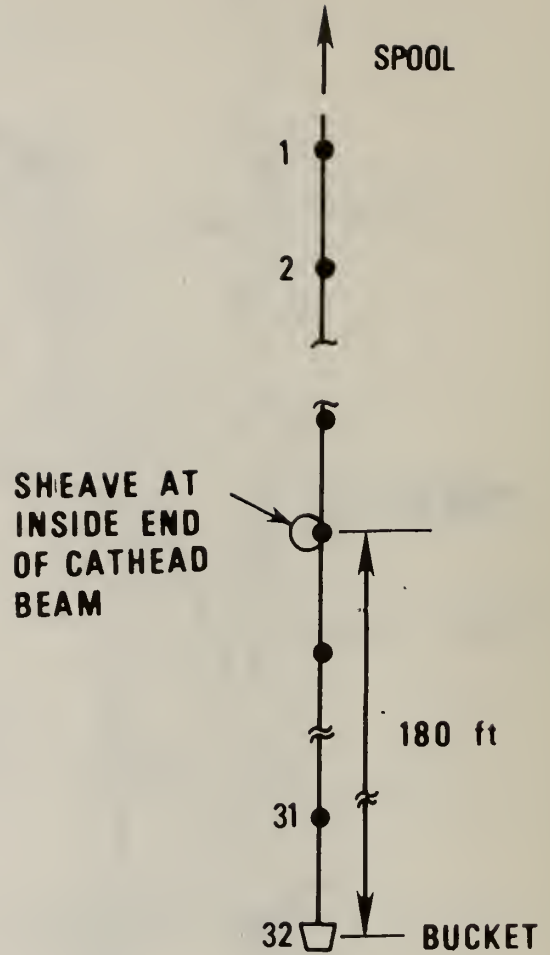 SPOOL
1
2
SHEAVE AT
INSIDE END
OF CATHEAD
BEAM
180 ft
31
32
BUCKET